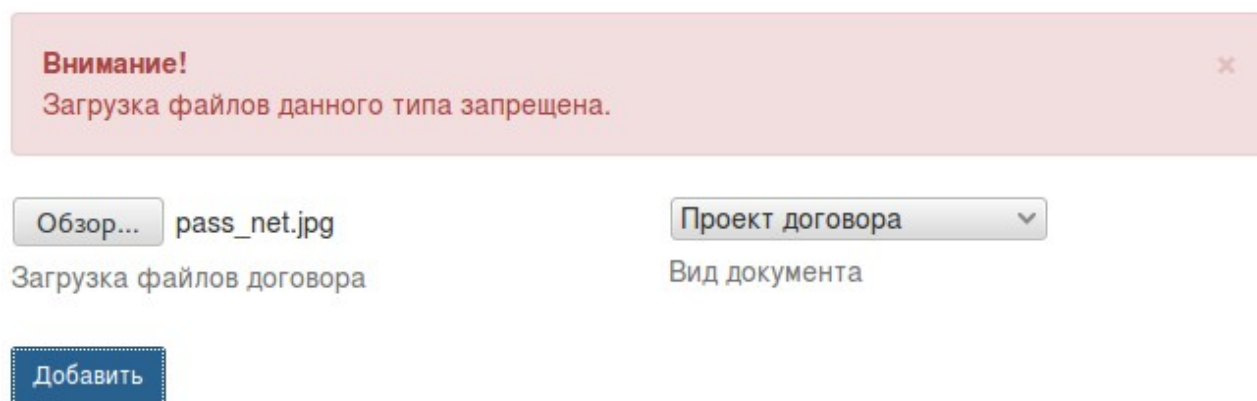 Внимание!
Загрузка файлов данного типа запрещена.
Обзор... pass_net.jpg
Проект договора
Загрузка файлов договора
Вид документа
Добавить